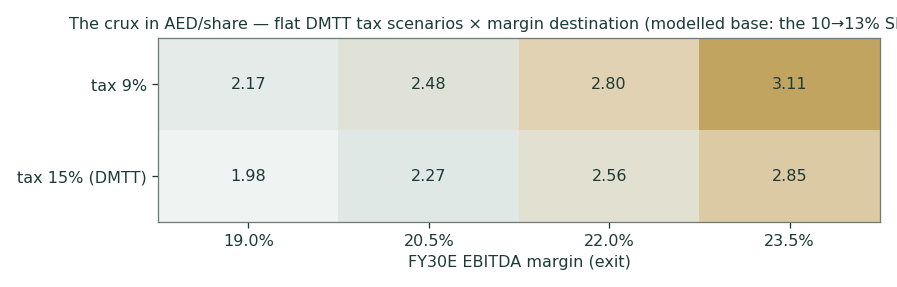 The crux in AED/share — flat DMTT tax scenarios × margin destination (modelled base: the 10→13%
tax 9% 2.17 2.48 2.80 3.11
tax 15% (DMTT) 1.98 2.27 2.56 2.85
19.0% 20.5% 22.0% 23.5%
FY30E EBITDA margin (exit)